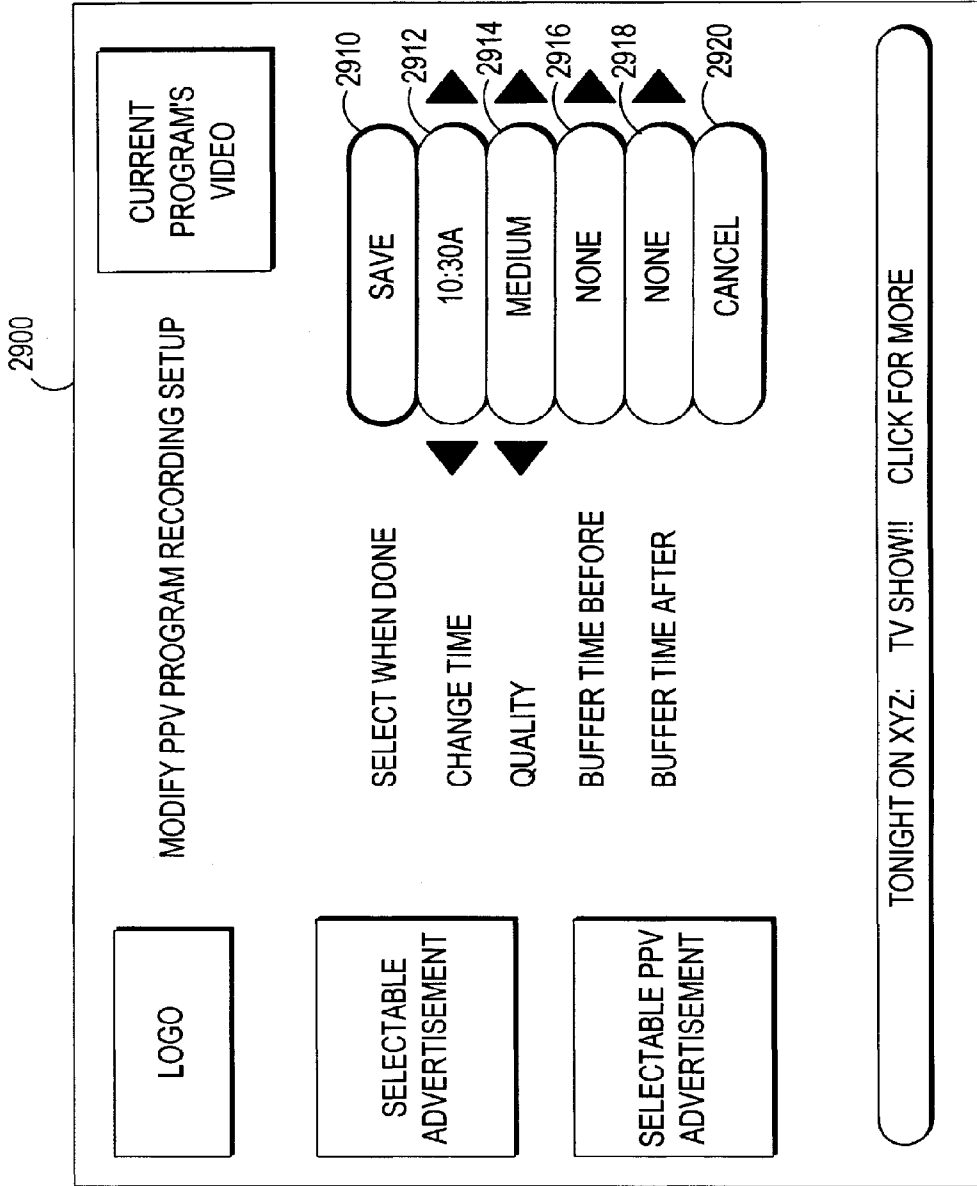 2900
LOGO
MODIFY PPV PROGRAM RECORDING SETUP
CURRENT
PROGRAM'S
VIDEO
SELECTABLE
ADVERTISEMENT
SELECTABLE PPV
ADVERTISEMENT
SELECT WHEN DONE
SAVE
2910
CHANGE TIME
10:30A
2912
QUALITY
MEDIUM
2914
BUFFER TIME BEFORE
NONE
2916
BUFFER TIME AFTER
NONE
2918
CANCEL
2920
TONIGHT ON XYZ: TV SHOW!! CLICK FOR MORE